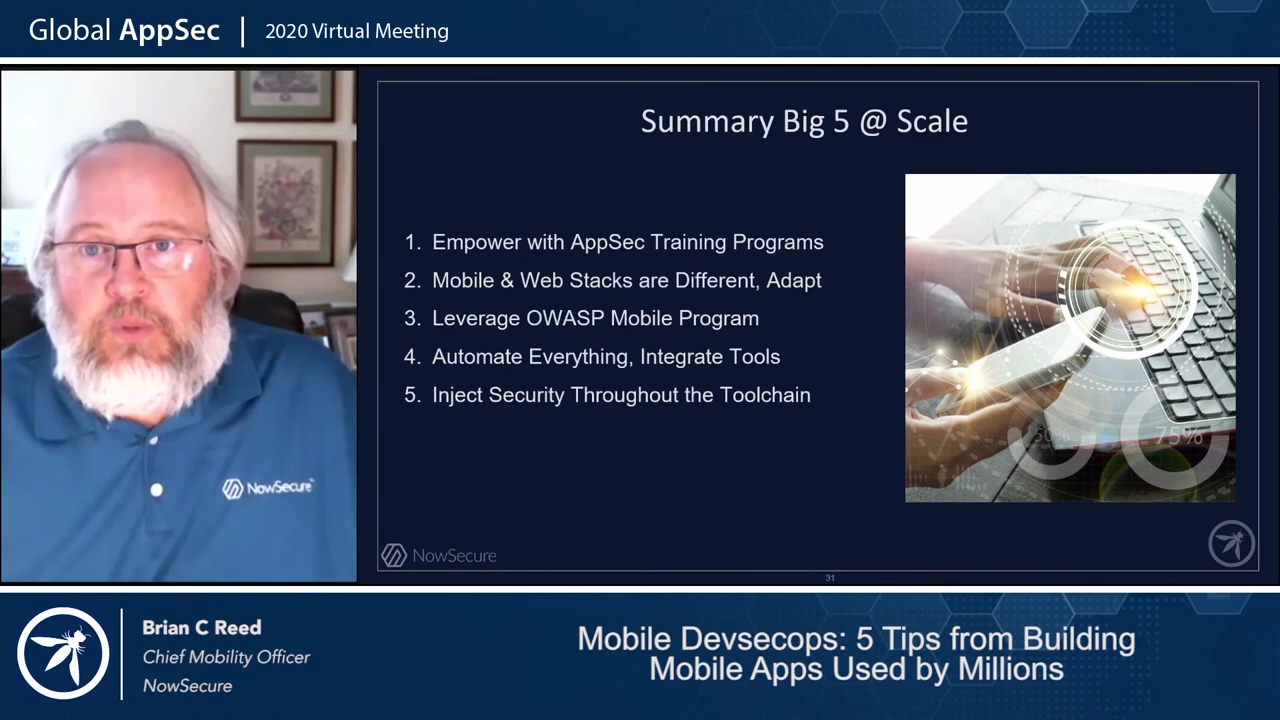 Global AppSec | 2020 Virtual Meeting
Summary Big 5 @ Scale
1. Empower with AppSec Training Programs
2. Mobile & Web Stacks are Different, Adapt
3. Leverage OWASP Mobile Program
4. Automate Everything, Integrate Tools
5. Inject Security Throughout the Toolchain
50%
75%
NowSecure™
NowSecure
31
Brian C Reed
Chief Mobility Officer
NowSecure
Mobile Devsecops: 5 Tips from Building
Mobile Apps Used by Millions